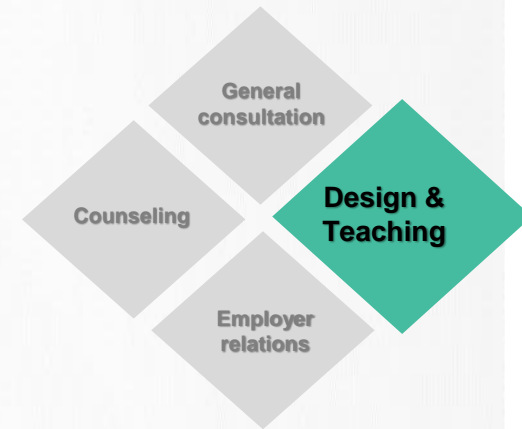 General
consultation
Design &
Teaching
Counseling
Employer
relations